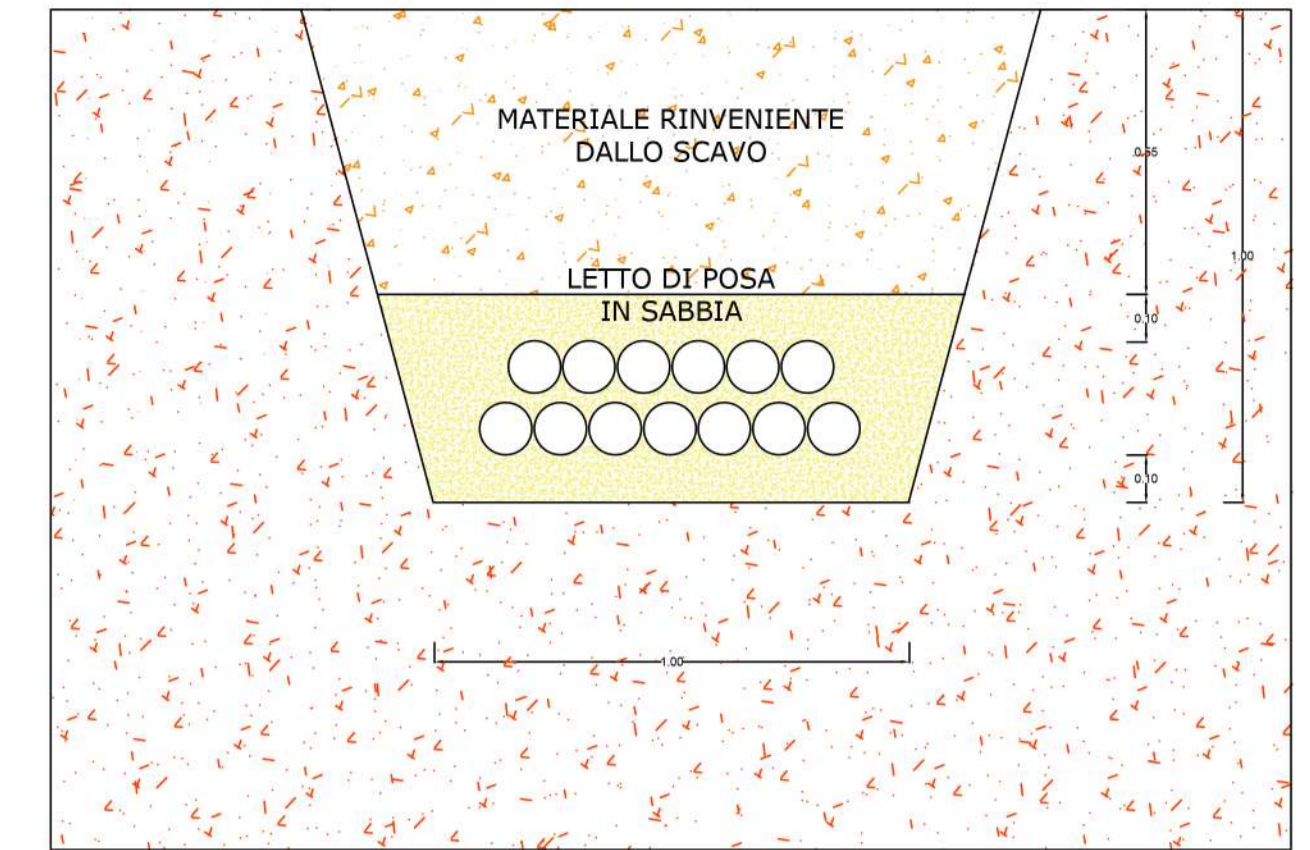 MATERIALE RINVENIENTE
DALLO SCAVO
0.55
1.00
LETTO DI POSA
IN SABBIA
0.10
0.10
1.00